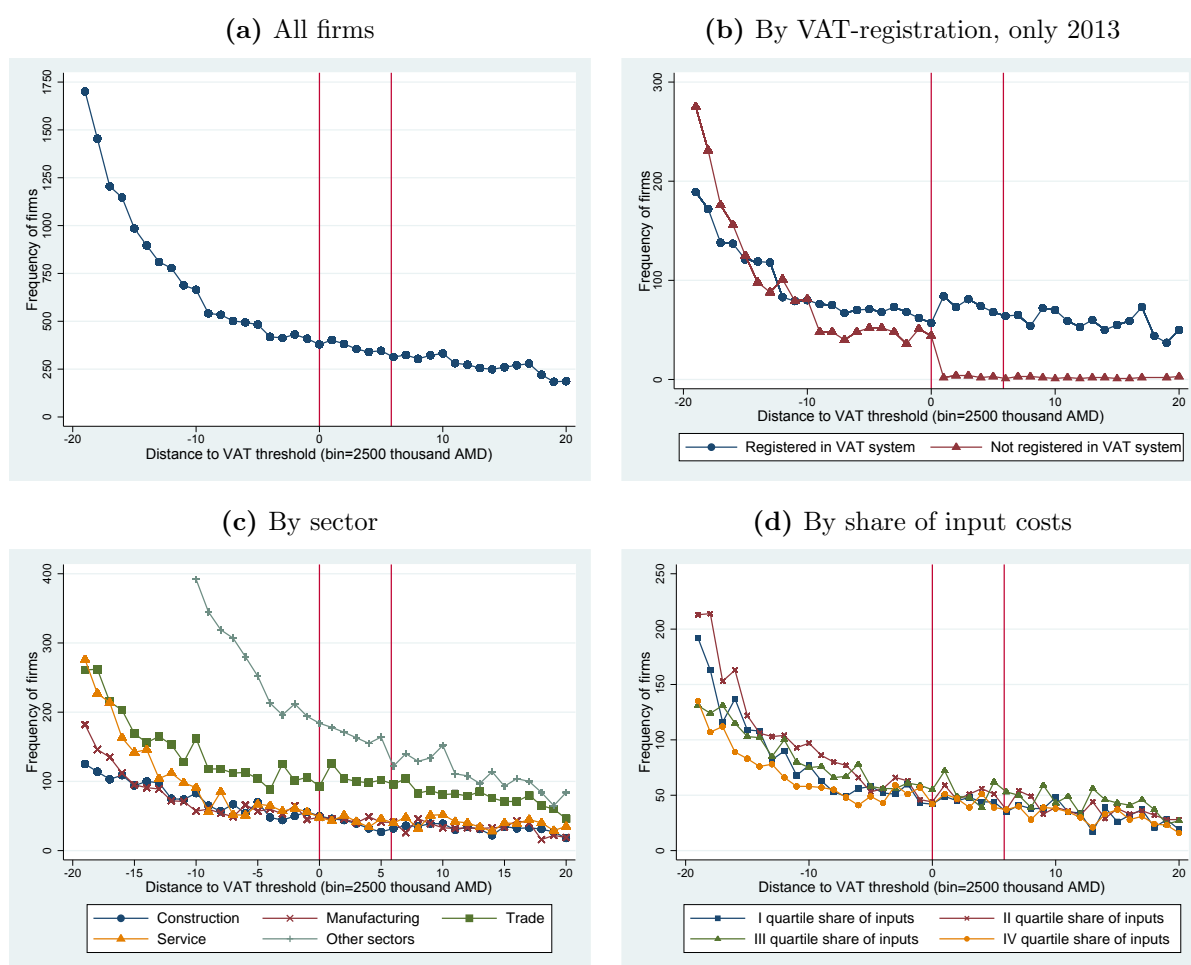 (a) All firms
1750
1500
1250
1000
750
500
250
0
Frequency of firms
-20 -10 0 10 20
Distance to VAT threshold (bin=2500 thousand AMD)
(b) By VAT-registration, only 2013
300
200
100
0
Frequency of firms
-20 -10 0 10 20
Distance to VAT threshold (bin=2500 thousand AMD)
Registered in VAT system Not registered in VAT system
(c) By sector
400
300
200
100
0
Frequency of firms
-20 -15 -10 -5 0 5 10 15 20
Distance to VAT threshold (bin=2500 thousand AMD)
Construction Manufacturing Trade
Service Other sectors
(d) By share of input costs
250
200
150
100
50
0
Frequency of firms
-20 -10 0 10 20
Distance to VAT threshold (bin=2500 thousand AMD)
I quartile share of inputs II quartile share of inputs
III quartile share of inputs IV quartile share of inputs